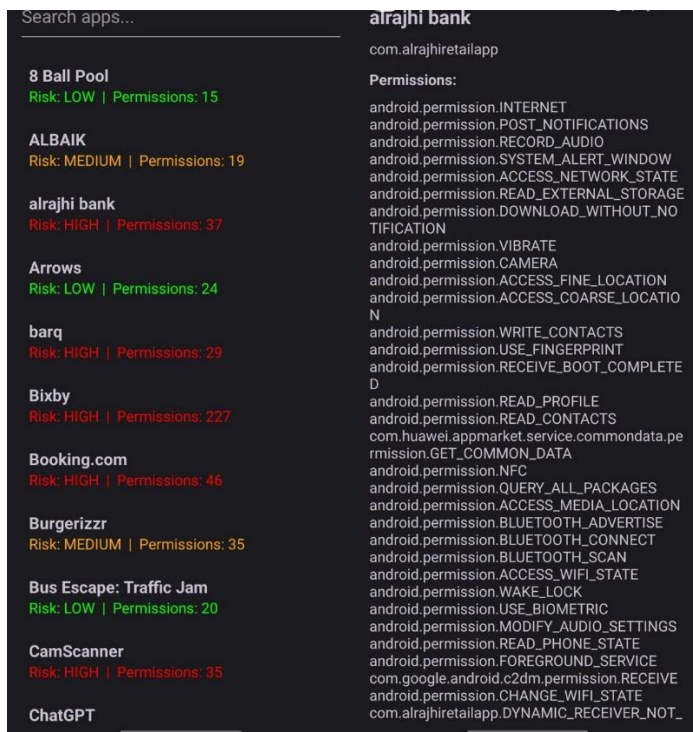 Search apps...
8 Ball Pool
Risk: LOW | Permissions: 15
ALBAIK
Risk: MEDIUM | Permissions: 19
alrajhi bank
Risk: HIGH | Permissions: 37
Arrows
Risk: LOW | Permissions: 24
barq
Risk: HIGH | Permissions: 29
Bixby
Risk: HIGH | Permissions: 227
Booking.com
Risk: HIGH | Permissions: 46
Burgerizzr
Risk: MEDIUM | Permissions: 35
Bus Escape: Traffic Jam
Risk: LOW | Permissions: 20
CamScanner
Risk: HIGH | Permissions: 35
ChatGPT
alrajhi bank
com.alrajhiretailapp
Permissions:
android.permission.INTERNET
android.permission.POST_NOTIFICATIONS
android.permission.RECORD_AUDIO
android.permission.SYSTEM_ALERT_WINDOW
android.permission.ACCESS_NETWORK_STATE
android.permission.READ_EXTERNAL_STORAGE
android.permission.DOWNLOAD_WITHOUT_NO
TIFICATION
android.permission.VIBRATE
android.permission.CAMERA
android.permission.ACCESS_FINE_LOCATION
android.permission.ACCESS_COARSE_LOCATIO
N
android.permission.WRITE_CONTACTS
android.permission.USE_FINGERPRINT
android.permission.RECEIVE_BOOT_COMPLETE
D
android.permission.READ_PROFILE
android.permission.READ_CONTACTS
com.huawei.appmarket.service.commondata.pe
rmission.GET_COMMON_DATA
android.permission.NFC
android.permission.QUERY_ALL_PACKAGES
android.permission.ACCESS_MEDIA_LOCATION
android.permission.BLUETOOTH_ADVERTISE
android.permission.BLUETOOTH_CONNECT
android.permission.BLUETOOTH_SCAN
android.permission.ACCESS_WIFI_STATE
android.permission.WAKE_LOCK
android.permission.USE_BIOMETRIC
android.permission.MODIFY_AUDIO_SETTINGS
android.permission.READ_PHONE_STATE
android.permission.FOREGROUND_SERVICE
com.google.android.c2dm.permission.RECEIVE
android.permission.CHANGE_WIFI_STATE
com.alrajhiretailapp.DYNAMIC_RECEIVER_NOT_